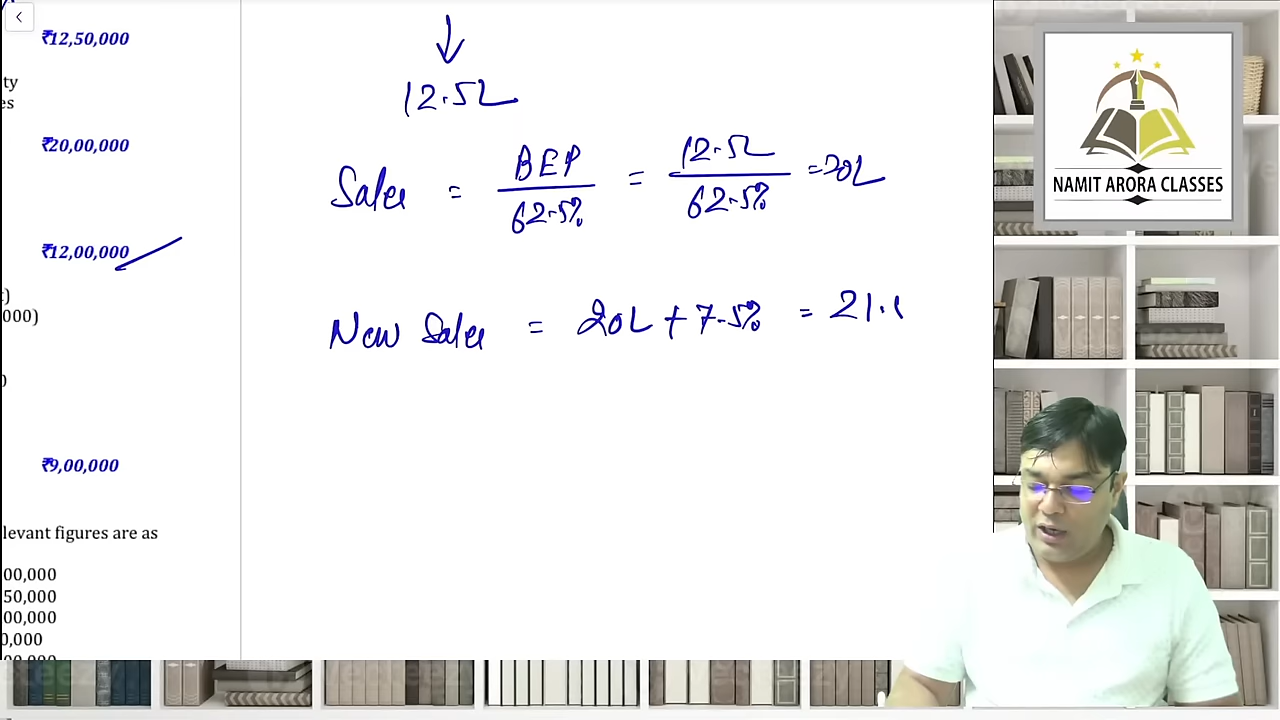 ₹12,50,000
ty
es
₹20,00,000
₹12,00,000
)
000)
₹9,00,000
levant figures are as
00,000
50,000
00,000
0,000
↓
12.5L
Sales = BEP / 62.5% = 12.5L / 62.5% = 20L
New Sales = 20L + 7.5% = 21.
NAMIT ARORA CLASSES